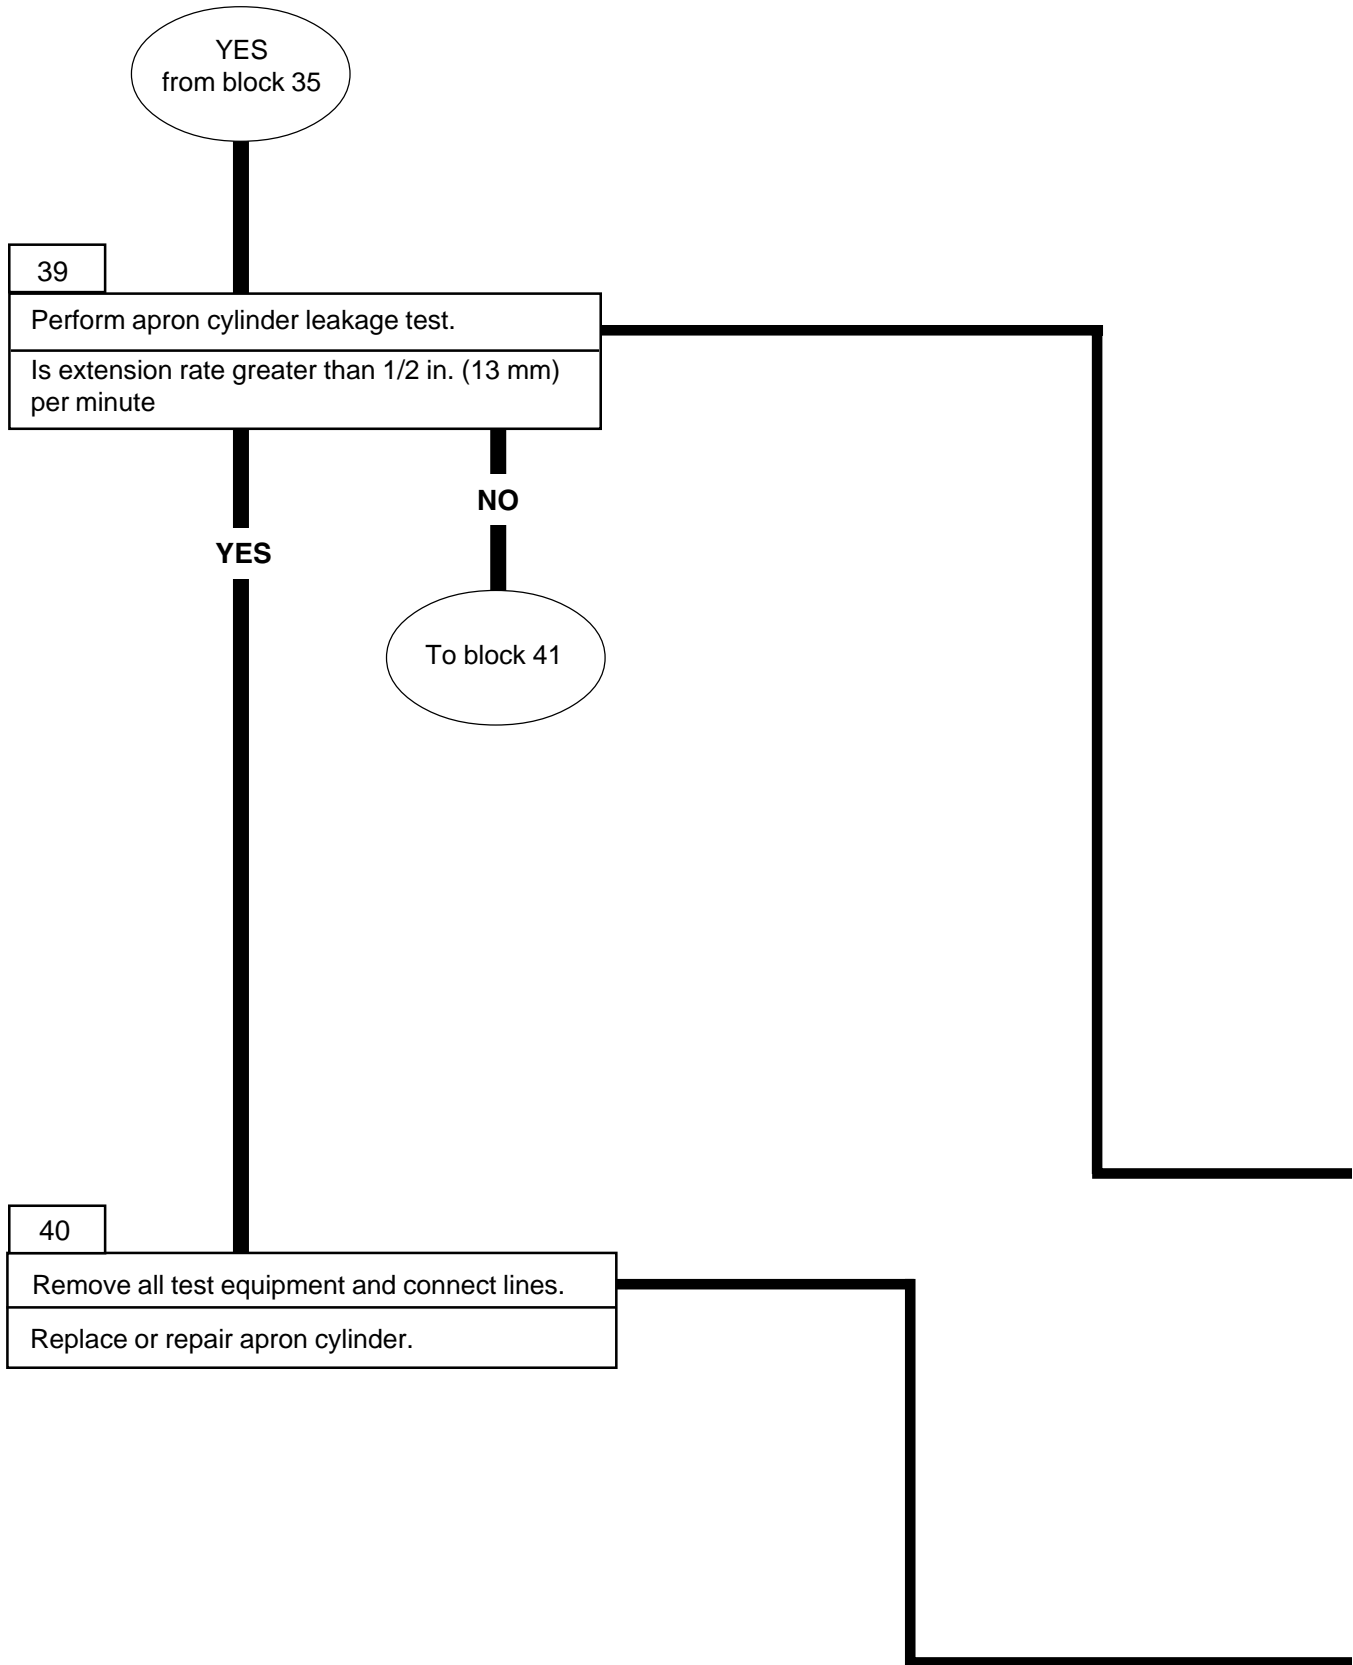 YES
from block 35
39
Perform apron cylinder leakage test.
Is extension rate greater than 1/2 in. (13 mm)
per minute
NO
YES
To block 41
40
Remove all test equipment and connect lines.
Replace or repair apron cylinder.